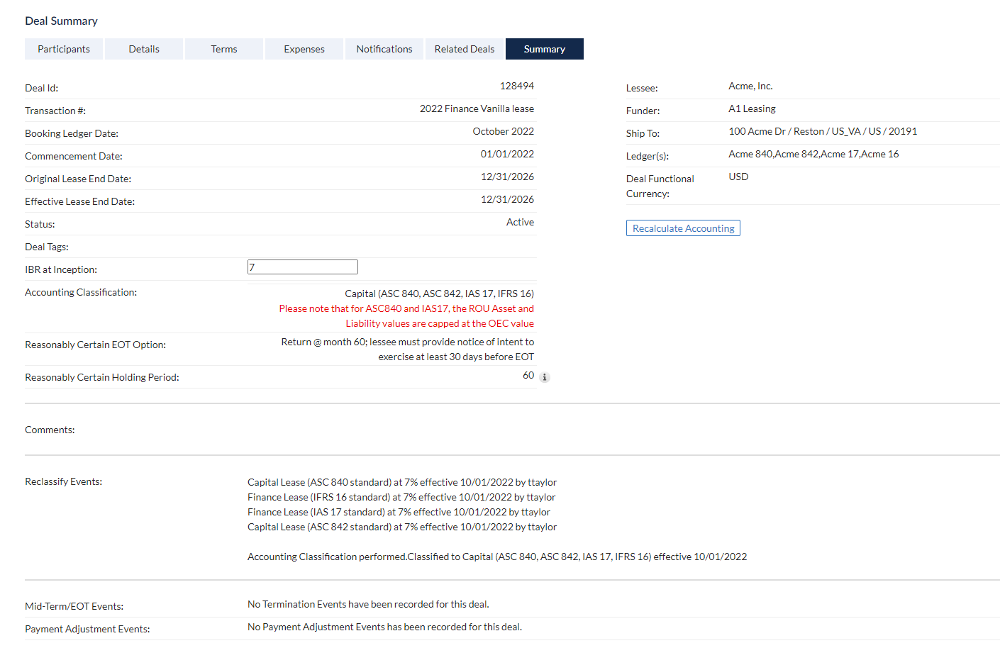 Deal Summary
Participants
Details
Terms
Expenses
Notifications
Related Deals
Summary
Deal Id: 128494
Transaction #: 2022 Finance Vanilla lease
Booking Ledger Date: October 2022
Commencement Date: 01/01/2022
Original Lease End Date: 12/31/2026
Effective Lease End Date: 12/31/2026
Status: Active
Deal Tags:
IBR at Inception: 7
Accounting Classification: Capital (ASC 840, ASC 842, IAS 17, IFRS 16)
Please note that for ASC840 and IAS17, the ROU Asset and
Liability values are capped at the OEC value
Reasonably Certain EOT Option: Return @ month 60; lessee must provide notice of intent to
exercise at least 30 days before EOT
Reasonably Certain Holding Period: 60 i
Lessee: Acme, Inc.
Funder: A1 Leasing
Ship To: 100 Acme Dr / Reston / US_VA / US / 20191
Ledger(s): Acme 840,Acme 842,Acme 17,Acme 16
Deal Functional USD
Currency:
Recalculate Accounting
Comments:
Reclassify Events: Capital Lease (ASC 840 standard) at 7% effective 10/01/2022 by ttaylor
Finance Lease (IFRS 16 standard) at 7% effective 10/01/2022 by ttaylor
Finance Lease (IAS 17 standard) at 7% effective 10/01/2022 by ttaylor
Capital Lease (ASC 842 standard) at 7% effective 10/01/2022 by ttaylor
Accounting Classification performed.Classified to Capital (ASC 840, ASC 842, IAS 17, IFRS 16) effective 10/01/2022
Mid-Term/EOT Events: No Termination Events have been recorded for this deal.
Payment Adjustment Events: No Payment Adjustment Events has been recorded for this deal.